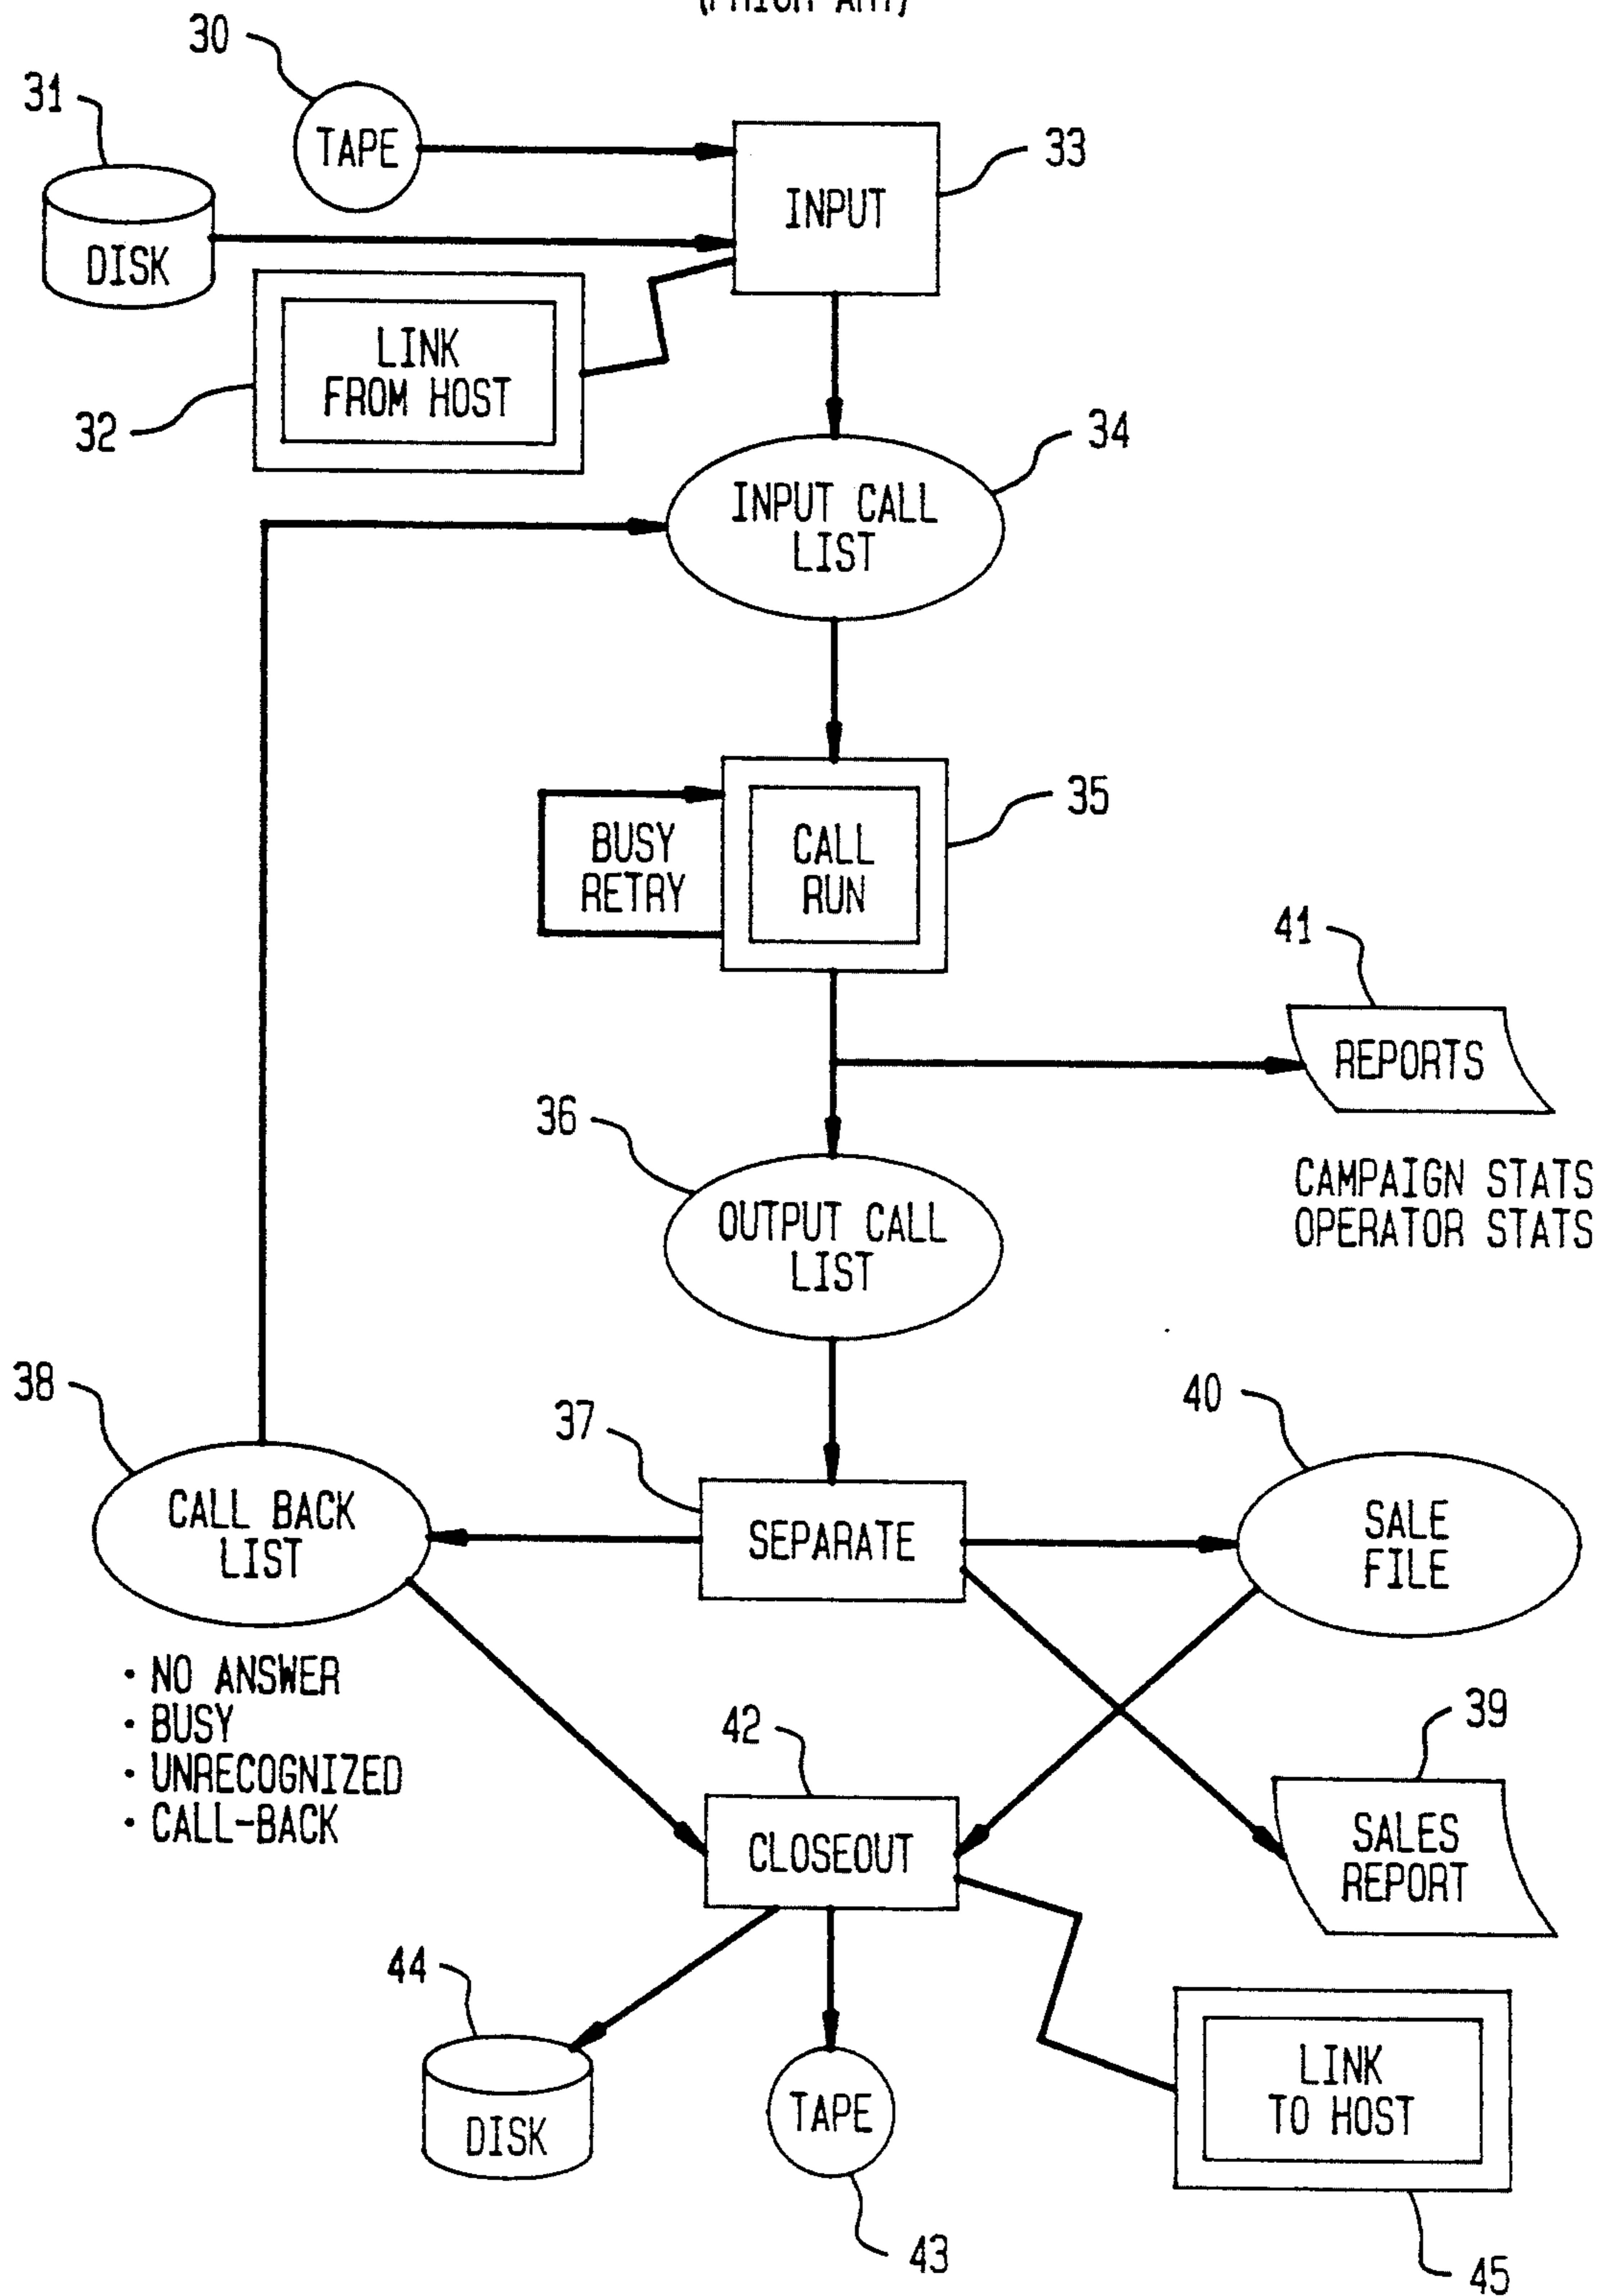 (PRIOR ART)
30
31
TAPE
33
INPUT
DISK
LINK
FROM HOST
32
34
INPUT CALL
LIST
35
BUSY
RETRY
CALL
RUN
41
REPORTS
36
CAMPAIGN STATS
OPERATOR STATS
OUTPUT CALL
LIST
38
40
37
CALL BACK
LIST
SEPARATE
SALE
FILE
· NO ANSWER
· BUSY
· UNRECOGNIZED
· CALL-BACK
39
42
CLOSEOUT
SALES
REPORT
44
LINK
TO HOST
DISK
TAPE
43
45